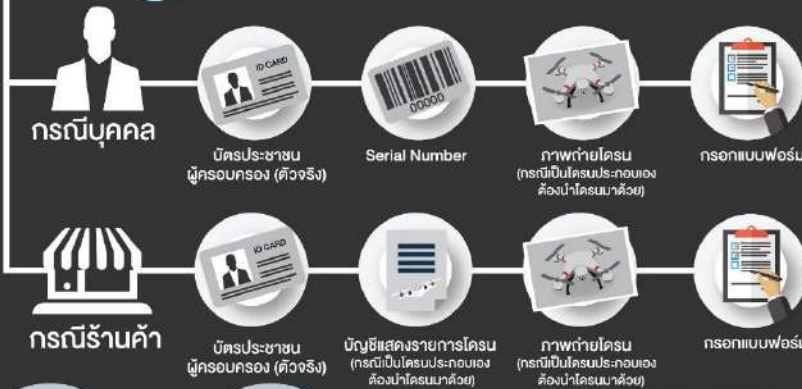 กรณีบุคคล
ID CARD
บัตรประชาชน
ผู้ครอบครอง (ตัวจริง)
00000
Serial Number
ภาพถ่ายโดรน
(กรณีเป็นโดรนประกอบเอง
ต้องนำโดรนมาด้วย)
กรอกแบบฟอร์ม
กรณีร้านค้า
ID CARD
บัตรประชาชน
ผู้ครอบครอง (ตัวจริง)
บัญชีแสดงรายการโดรน
(กรณีเป็นโดรนประกอบเอง
ต้องนำโดรนมาด้วย)
ภาพถ่ายโดรน
(กรณีเป็นโดรนประกอบเอง
ต้องนำโดรนมาด้วย)
กรอกแบบฟอร์ม